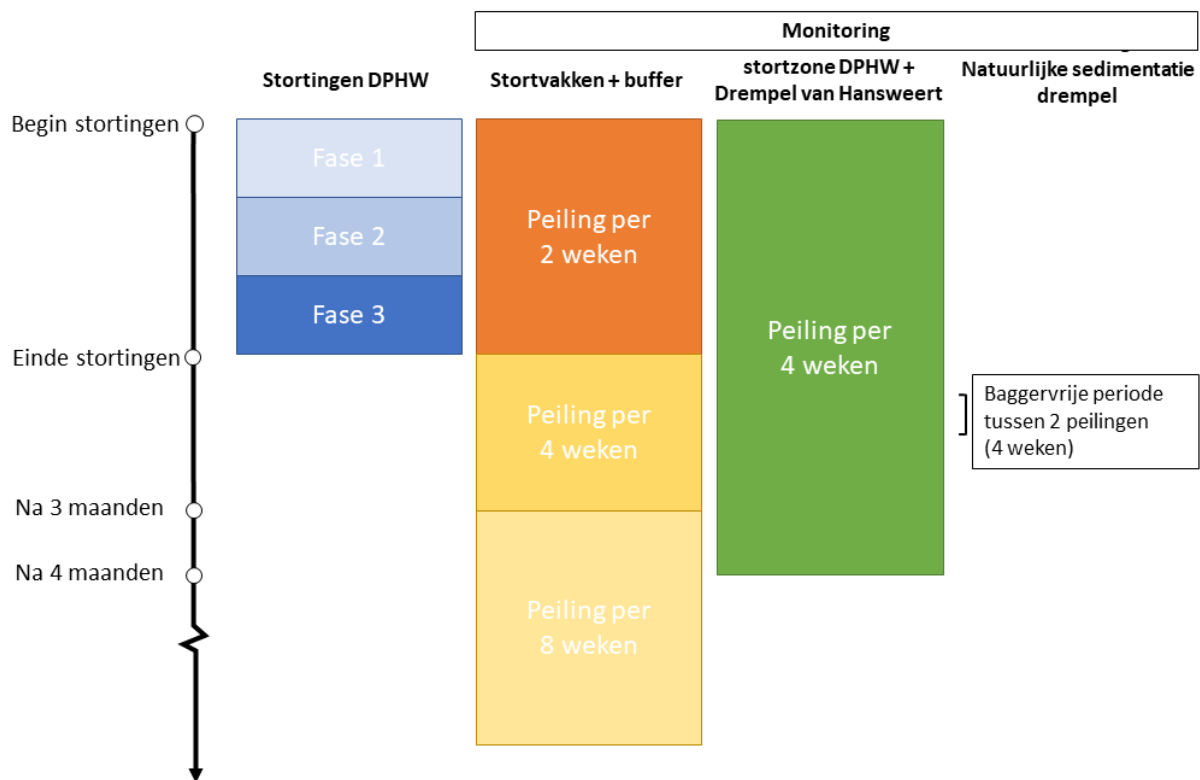 Monitoring
Stortingen DPHW
Stortvakken + buffer
stortzone DPHW +
Drempel van Hansweert
Natuurlijke sedimentatie
drempel
Begin stortingen
Fase 1
Fase 2
Fase 3
Peiling per
2 weken
Einde stortingen
Peiling per
4 weken
Peiling per
4 weken
Baggervrije periode
tussen 2 peilingen
(4 weken)
Na 3 maanden
Na 4 maanden
Peiling per
8 weken